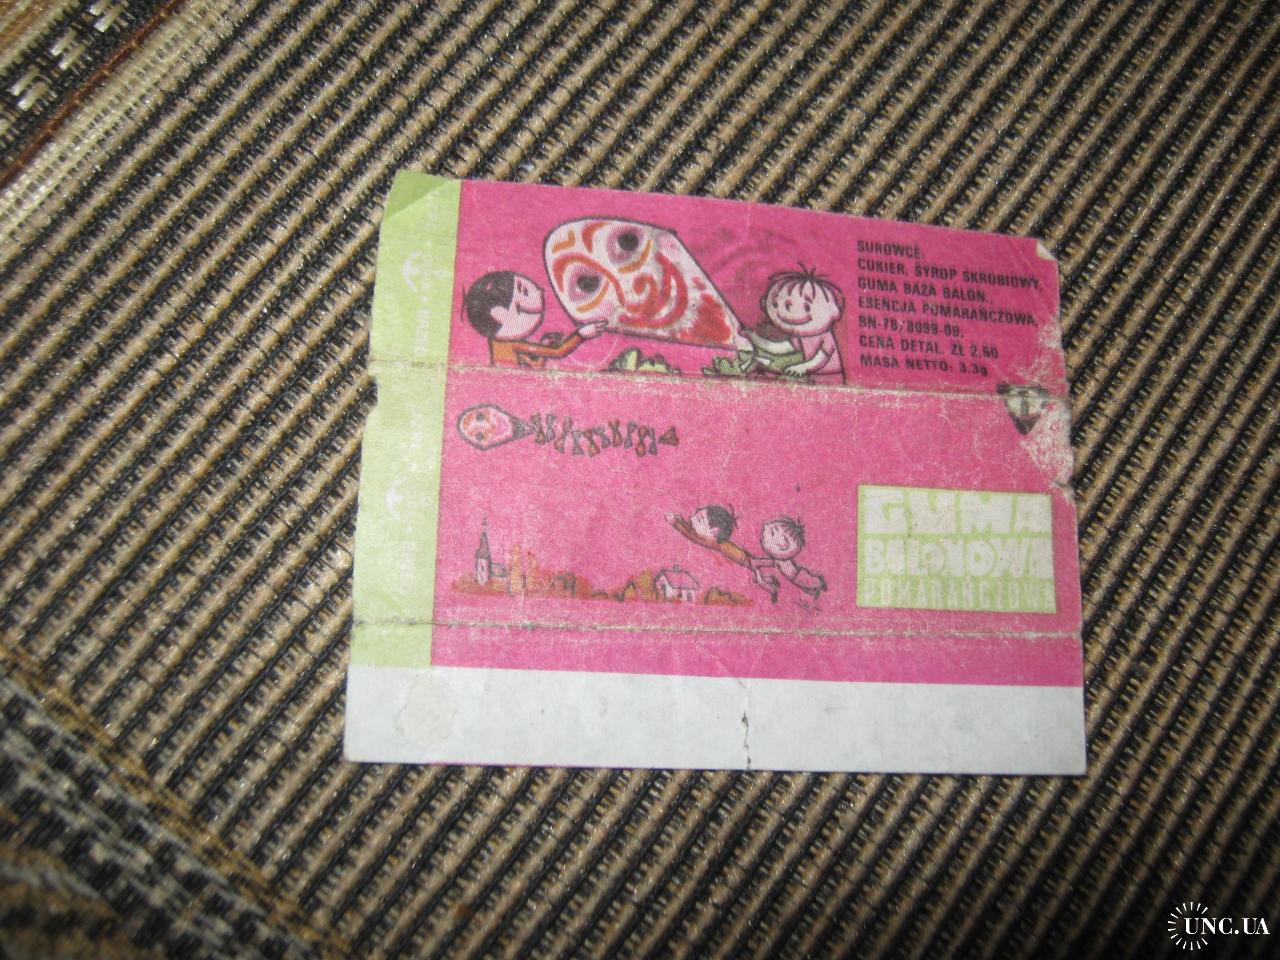 SUROWCE:
CUKIER, SYROP SKROBIOWY,
GUMA BAZA BALON.,
ESENCJA POMARAŃCZOWA,
BN-76/8099-09,
CENA DETAL. ZŁ 2,50
MASA NETTO: 3.3g
GUMA
BALONOWA
POMARAŃCZOWA
UNC.UA